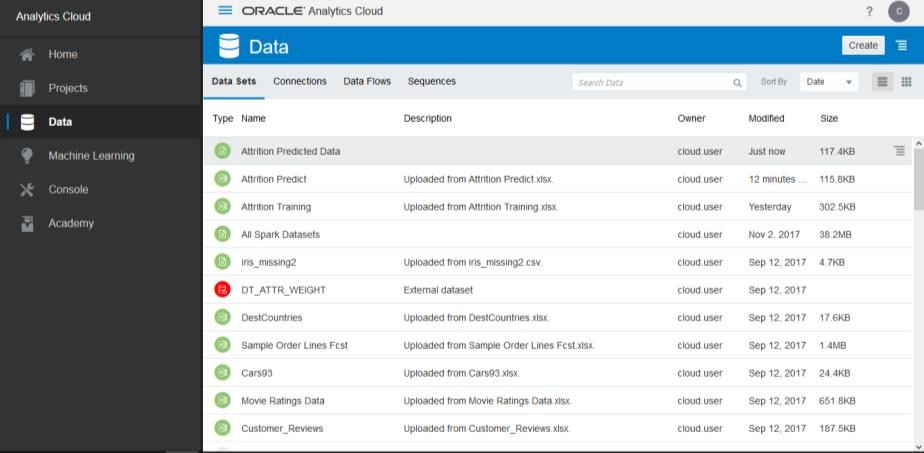 Analytics Cloud
Home
Projects
Data
Machine Learning
Console
Academy
ORACLE' Analytics Cloud
?
C
Data
Create
Data Sets Connections Data Flows Sequences Search Data Sort By Date
Type Name Description Owner Modified Size
Attrition Predicted Data cloud.user Just now 117.4KB
Attrition Predict Uploaded from Attrition Predict.xlsx. cloud.user 12 minutes ... 115.8KB
Attrition Training Uploaded from Attrition Training.xlsx. cloud.user Yesterday 302.5KB
All Spark Datasets cloud.user Nov 2, 2017 38.2MB
iris_missing2 Uploaded from iris_missing2.csv. cloud.user Sep 12, 2017 4.7KB
DT_ATTR_WEIGHT External dataset cloud.user Sep 12, 2017
DestCountries Uploaded from DestCountries.xlsx. cloud.user Sep 12, 2017 17.6KB
Sample Order Lines Fcst Uploaded from Sample Order Lines Fcst.xlsx. cloud.user Sep 12, 2017 1.4MB
Cars93 Uploaded from Cars93.xlsx. cloud.user Sep 12, 2017 24.4KB
Movie Ratings Data Uploaded from Movie Ratings Data.xlsx. cloud.user Sep 12, 2017 651.8KB
Customer_Reviews Uploaded from Customer_Reviews.xlsx. cloud.user Sep 12, 2017 187.5KB